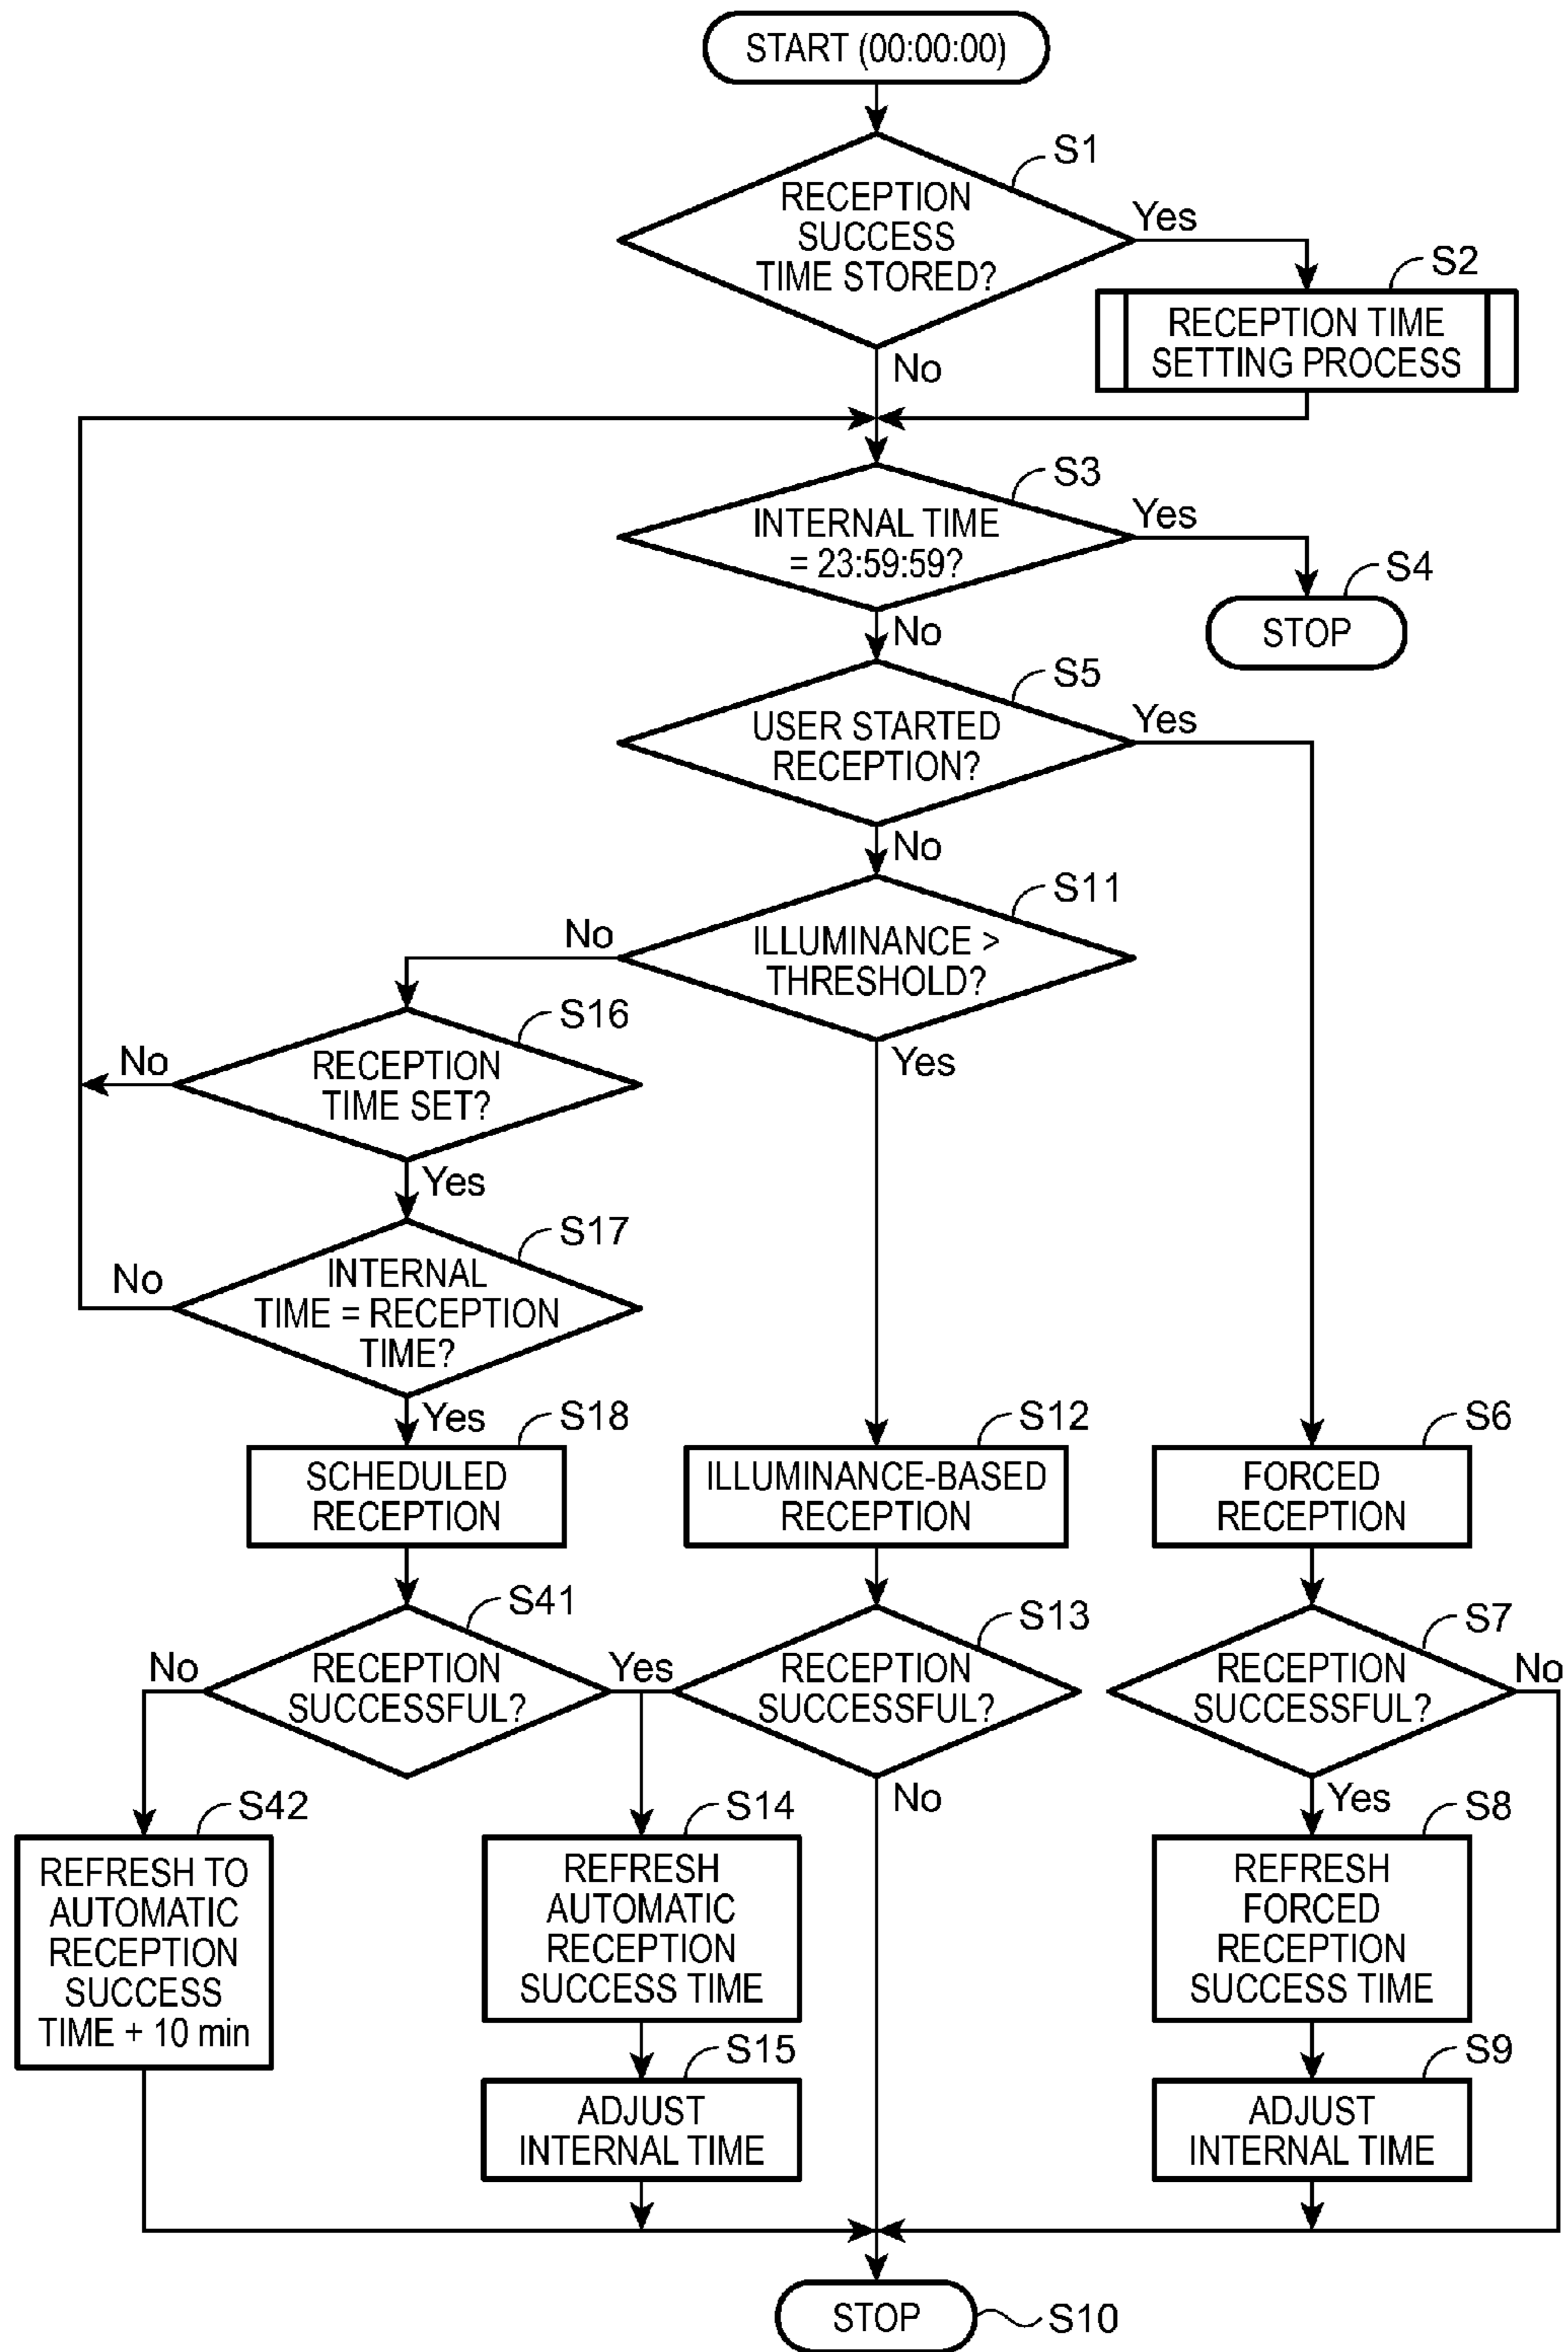 START (00:00:00)
S1
RECEPTION
SUCCESS
TIME STORED?
Yes
No
S2
RECEPTION TIME
SETTING PROCESS
S3
INTERNAL TIME
= 23:59:59?
Yes
No
S4
STOP
S5
USER STARTED
RECEPTION?
Yes
No
S11
ILLUMINANCE >
THRESHOLD?
No
Yes
S16
RECEPTION
TIME SET?
No
Yes
S17
INTERNAL
TIME = RECEPTION
TIME?
No
Yes
S18
SCHEDULED
RECEPTION
S12
ILLUMINANCE-BASED
RECEPTION
S6
FORCED
RECEPTION
S41
RECEPTION
SUCCESSFUL?
No
Yes
S13
RECEPTION
SUCCESSFUL?
No
S7
RECEPTION
SUCCESSFUL?
No
Yes
S42
REFRESH TO
AUTOMATIC
RECEPTION
SUCCESS
TIME + 10 min
S14
REFRESH
AUTOMATIC
RECEPTION
SUCCESS TIME
S8
REFRESH
FORCED
RECEPTION
SUCCESS TIME
S15
ADJUST
INTERNAL TIME
S9
ADJUST
INTERNAL TIME
STOP
S10